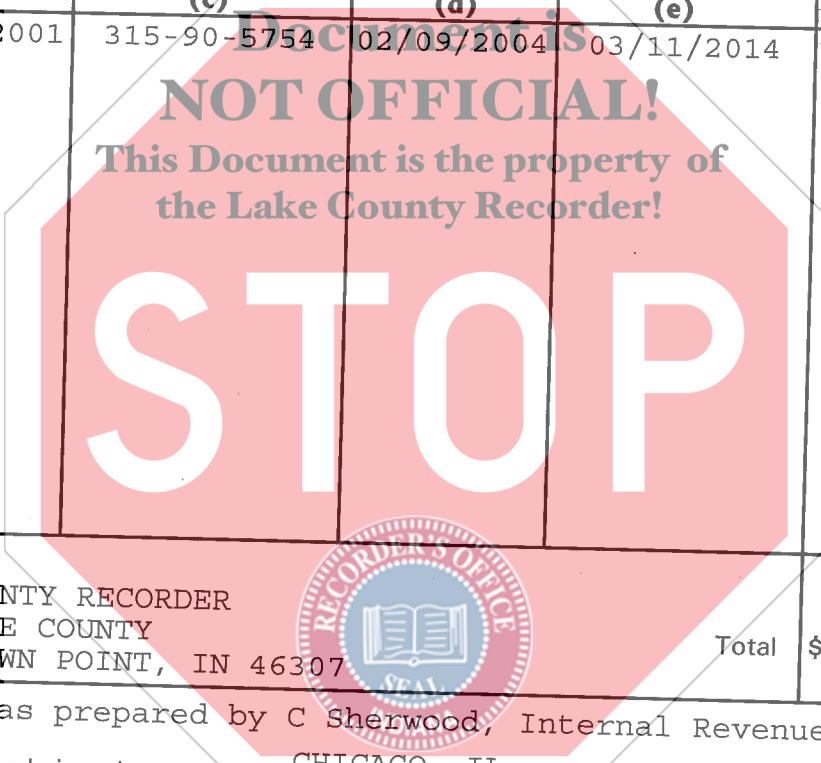 (c) (d) (e)
2001 315-90-5754 02/09/2004 03/11/2014
Document is
NOT OFFICIAL!
This Document is the property of
the Lake County Recorder!
STOP
RECORDER'S OFFICE
SEAL
NTY RECORDER
E COUNTY
WN POINT, IN 46307
Total $
as prepared by C Sherwood, Internal Revenue
CHICAGO, IL